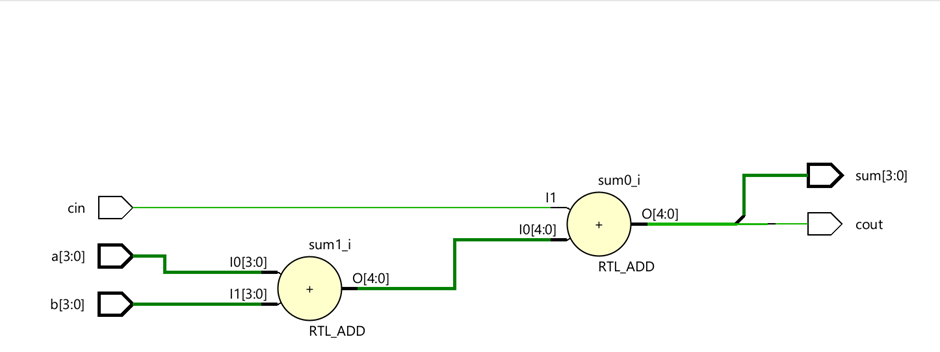 sum0_i
sum[3:0]
cin
I1
+
O[4:0]
cout
I0[4:0]
RTL_ADD
sum1_i
a[3:0]
I0[3:0]
O[4:0]
b[3:0]
I1[3:0]
+
RTL_ADD